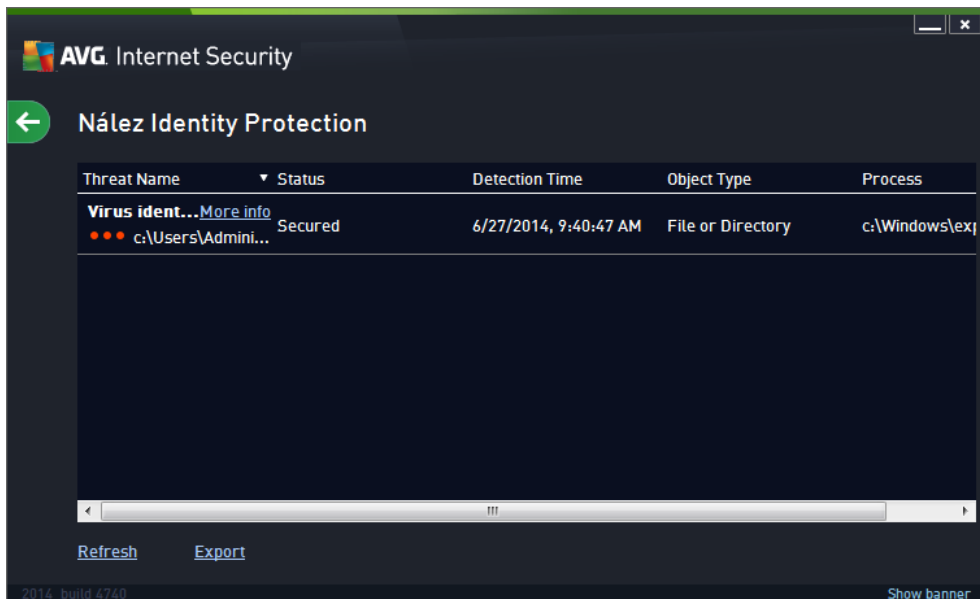 AVG. Internet Security
Nález Identity Protection
Threat Name Status Detection Time Object Type Process
Virus ident... More info
c:\Users\Admini...
Secured 6/27/2014, 9:40:47 AM File or Directory c:\Windows\exp
Refresh Export
2014 build 4740 Show banner